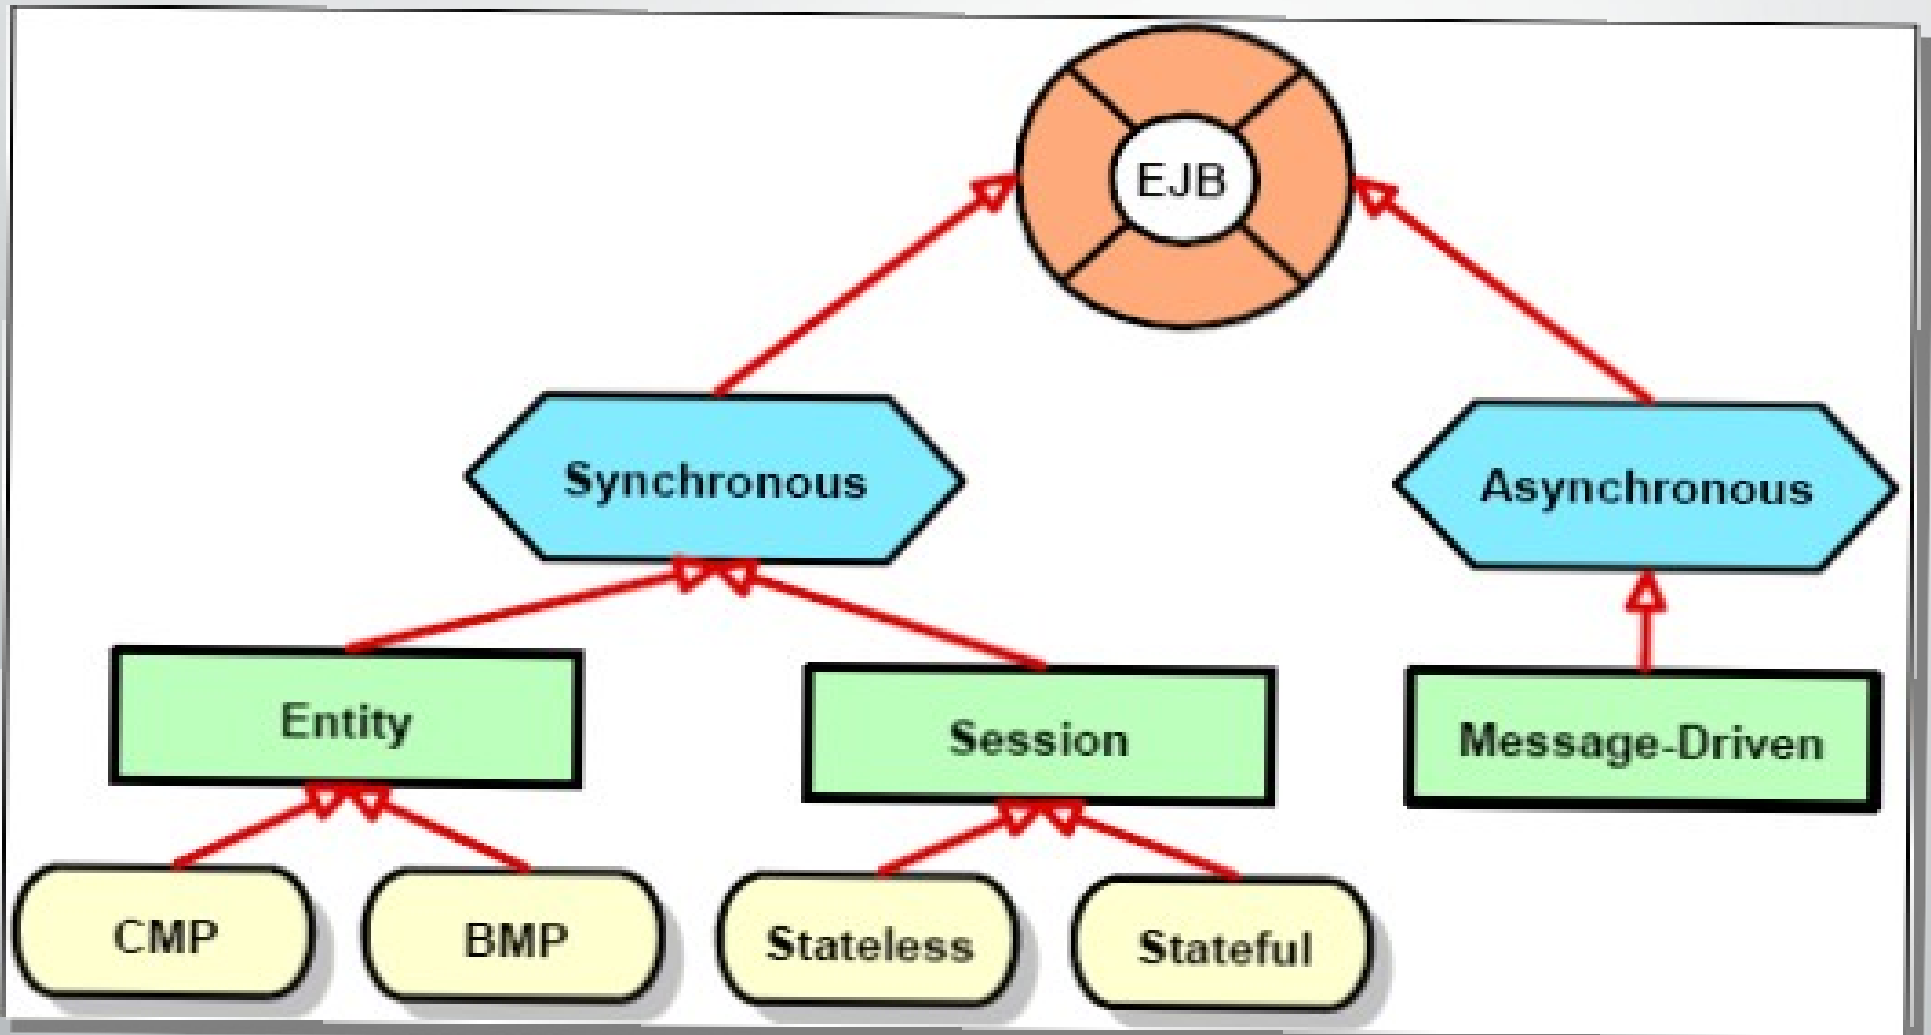 EJB
Synchronous
Asynchronous
Entity
Session
Message-Driven
CMP
BMP
Stateless
Stateful